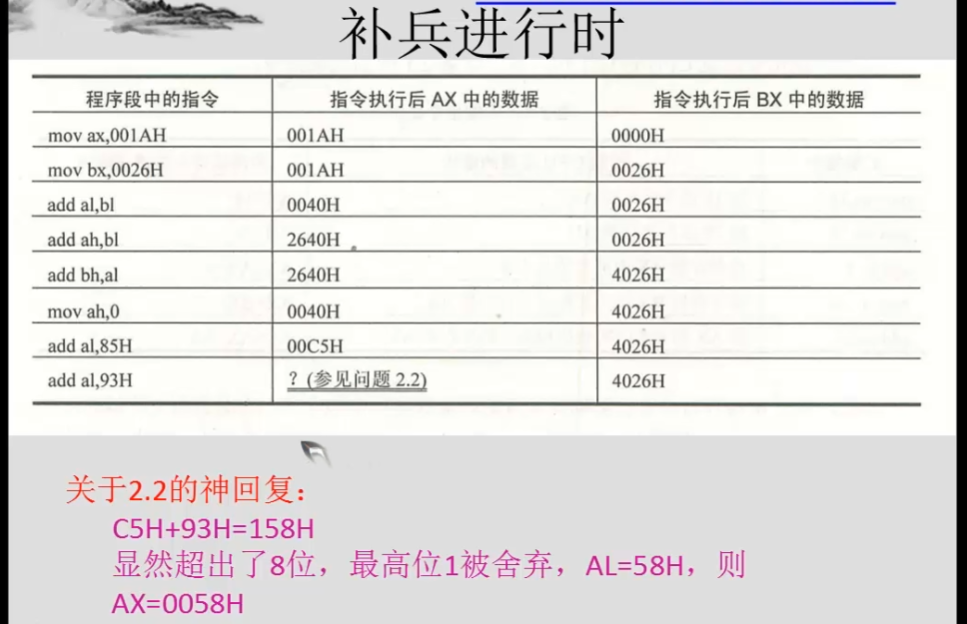 补兵进行时
程序段中的指令 指令执行后 AX 中的数据 指令执行后 BX 中的数据
mov ax,001AH 001AH 0000H
mov bx,0026H 001AH 0026H
add al,bl 0040H 0026H
add ah,bl 2640H 0026H
add bh,al 2640H 4026H
mov ah,0 0040H 4026H
add al,85H 00C5H 4026H
add al,93H ？(参见问题 2.2) 4026H
关于2.2的神回复：
C5H+93H=158H
显然超出了8位，最高位1被舍弃，AL=58H，则
AX=0058H